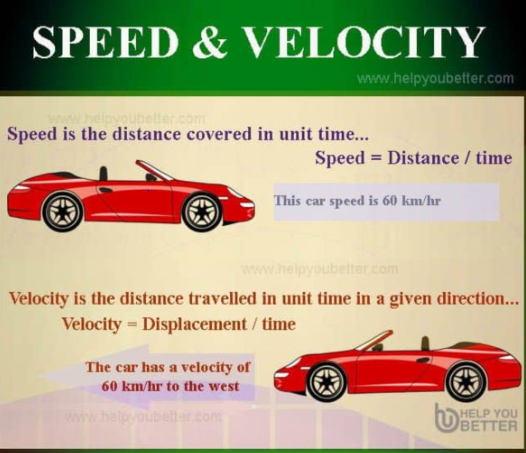 SPEED & VELOCITY
www.helpyoubetter.com
www.helpyoubetter.com
Speed is the distance covered in unit time...
Speed = Distance / time
This car speed is 60 km/hr
www.helpyoubetter.com
Velocity is the distance travelled in unit time in a given direction...
Velocity = Displacement / time
The car has a velocity of
60 km/hr to the west
www.helpyoubetter.com
HELP YOU
BETTER